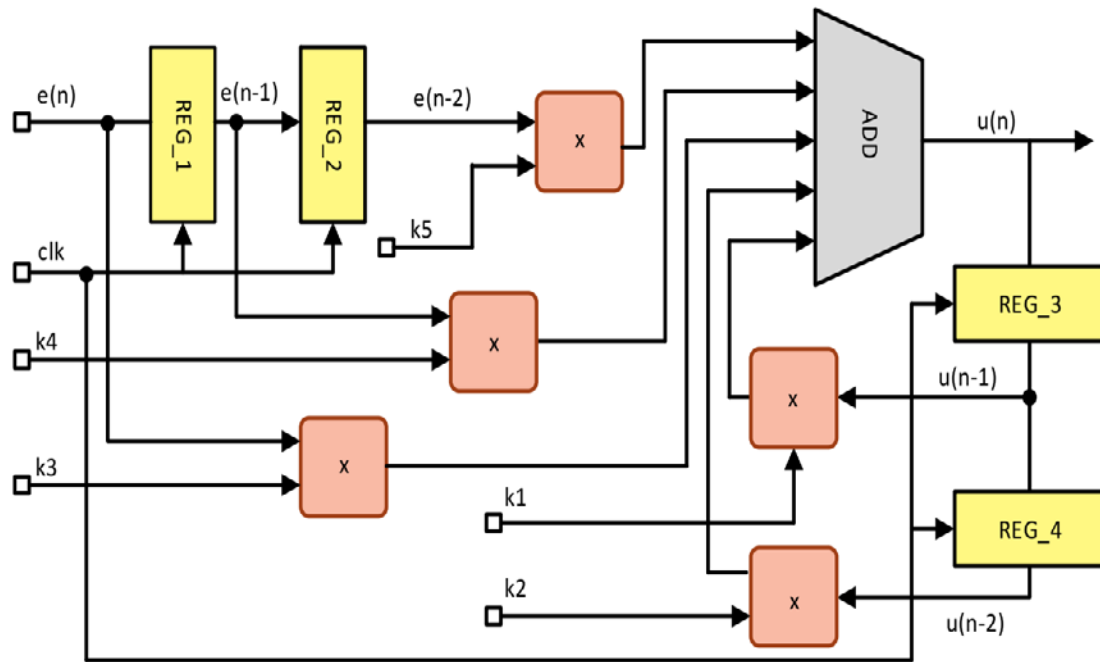 e(n)
REG_1
e(n-1)
REG_2
e(n-2)
x
k5
ADD
u(n)
clk
REG_3
k4
x
u(n-1)
x
k3
x
k1
REG_4
k2
x
u(n-2)